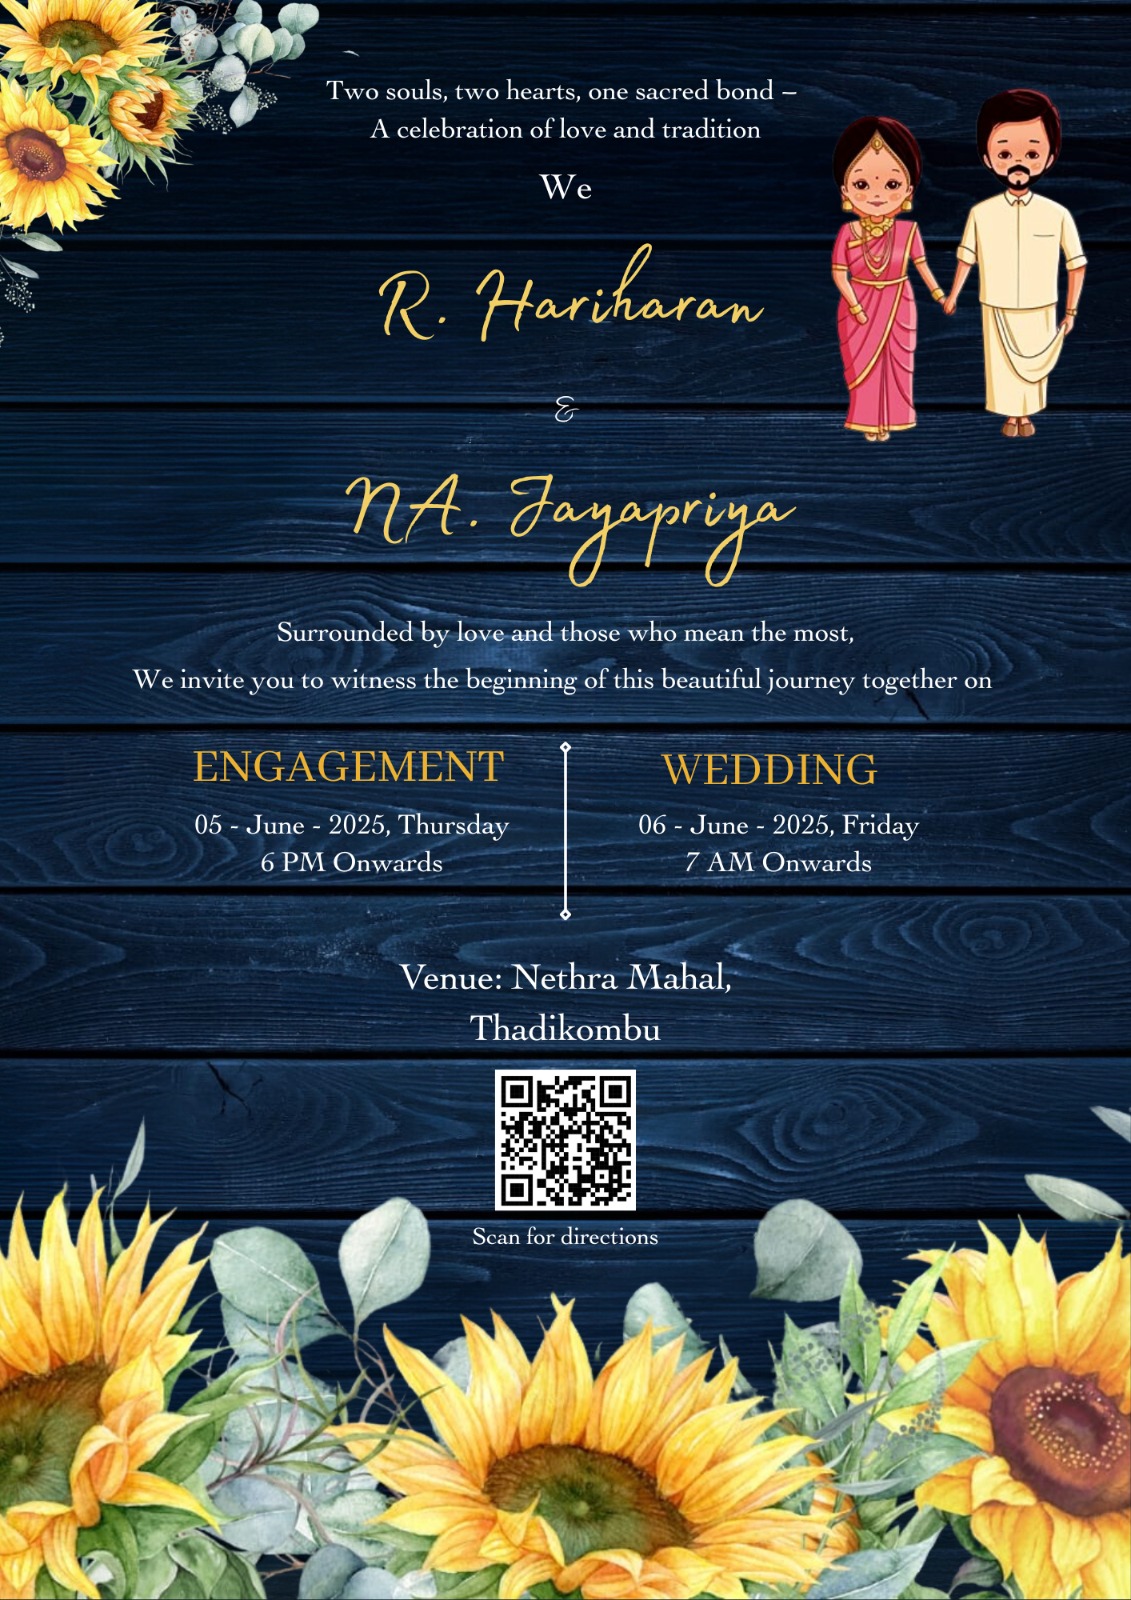 Two souls, two hearts, one sacred bond –
A celebration of love and tradition
We
R. Hariharan
&
NA. Jayapriya
Surrounded by love and those who mean the most,
We invite you to witness the beginning of this beautiful journey together on
ENGAGEMENT
05 - June - 2025, Thursday
6 PM Onwards
WEDDING
06 - June - 2025, Friday
7 AM Onwards
Venue: Nethra Mahal,
Thadikombu
Scan for directions